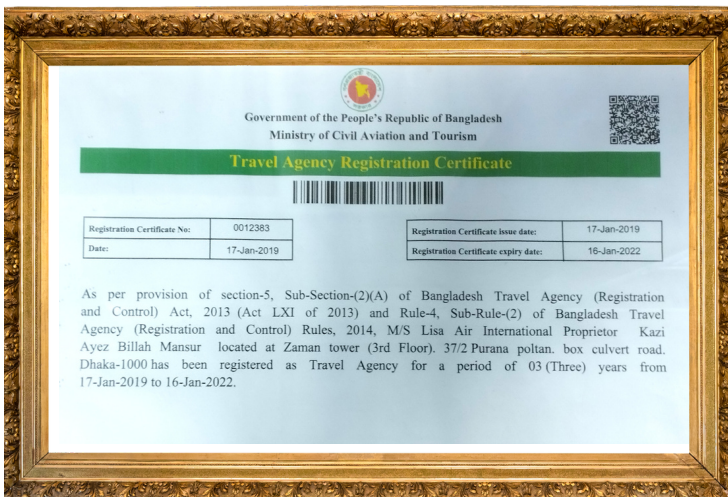 Government of the People's Republic of Bangladesh
Ministry of Civil Aviation and Tourism
Travel Agency Registration Certificate
Registration Certificate No: 0012383
Date: 17-Jan-2019
Registration Certificate issue date: 17-Jan-2019
Registration Certificate expiry date: 16-Jan-2022
As per provision of section-5, Sub-Section-(2)(A) of Bangladesh Travel Agency (Registration
and Control) Act, 2013 (Act LXI of 2013) and Rule-4, Sub-Rule-(2) of Bangladesh Travel
Agency (Registration and Control) Rules, 2014, M/S Lisa Air International Proprietor Kazi
Ayez Billah Mansur located at Zaman tower (3rd Floor). 37/2 Purana poltan. box culvert road.
Dhaka-1000 has been registered as Travel Agency for a period of 03 (Three) years from
17-Jan-2019 to 16-Jan-2022.